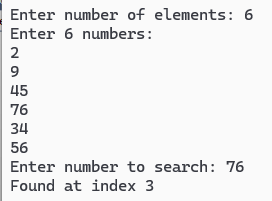 Enter number of elements: 6
Enter 6 numbers:
2
9
45
76
34
56
Enter number to search: 76
Found at index 3